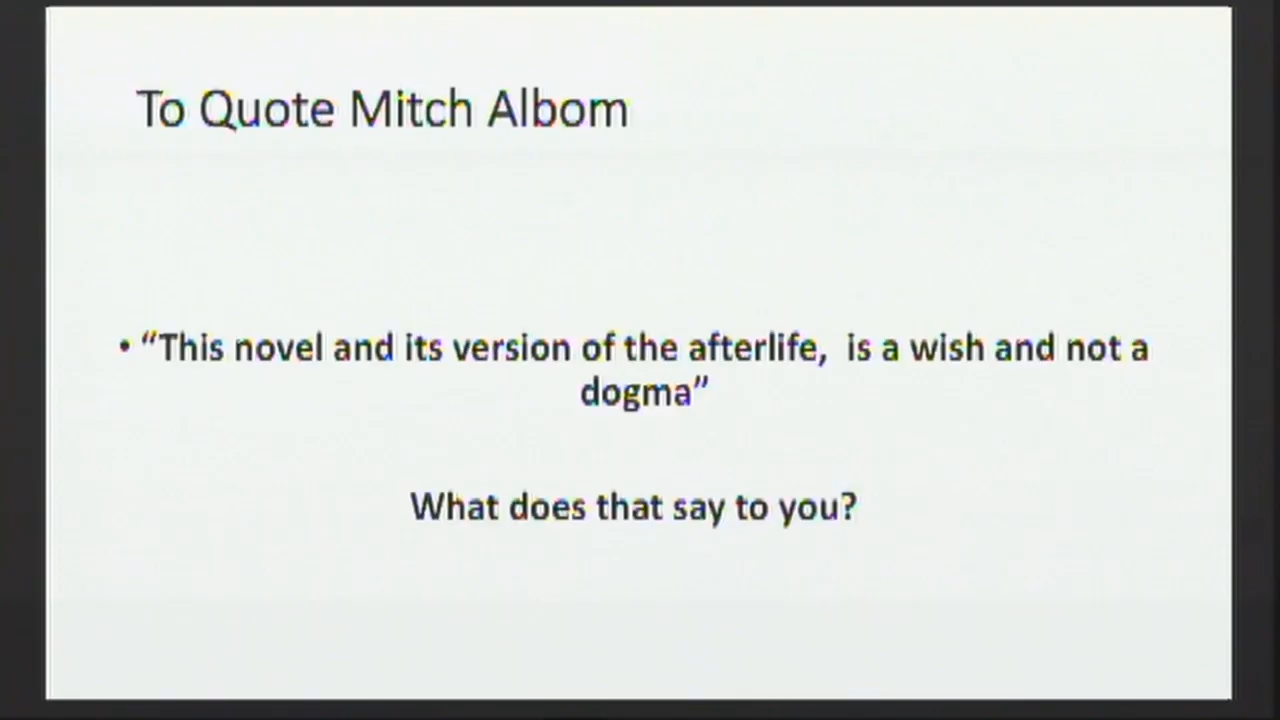 To Quote Mitch Albom
• “This novel and its version of the afterlife,  is a wish and not a
dogma”
What does that say to you?